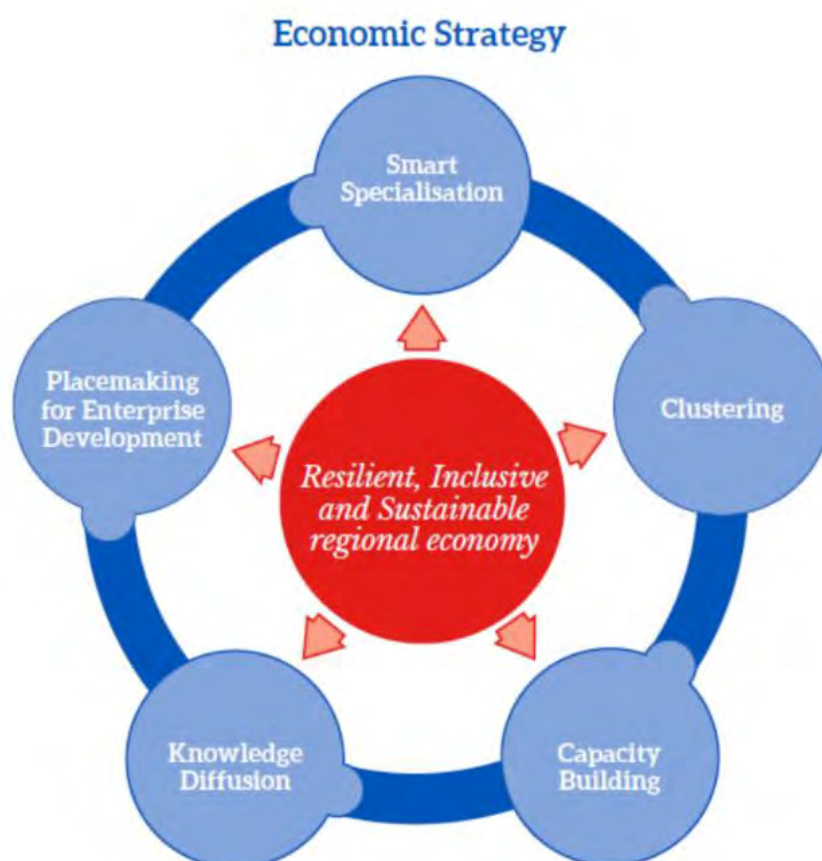 Economic Strategy
Smart
Specialisation
Clustering
Capacity
Building
Knowledge
Diffusion
Placemaking
for Enterprise
Development
Resilient, Inclusive
and Sustainable
regional economy